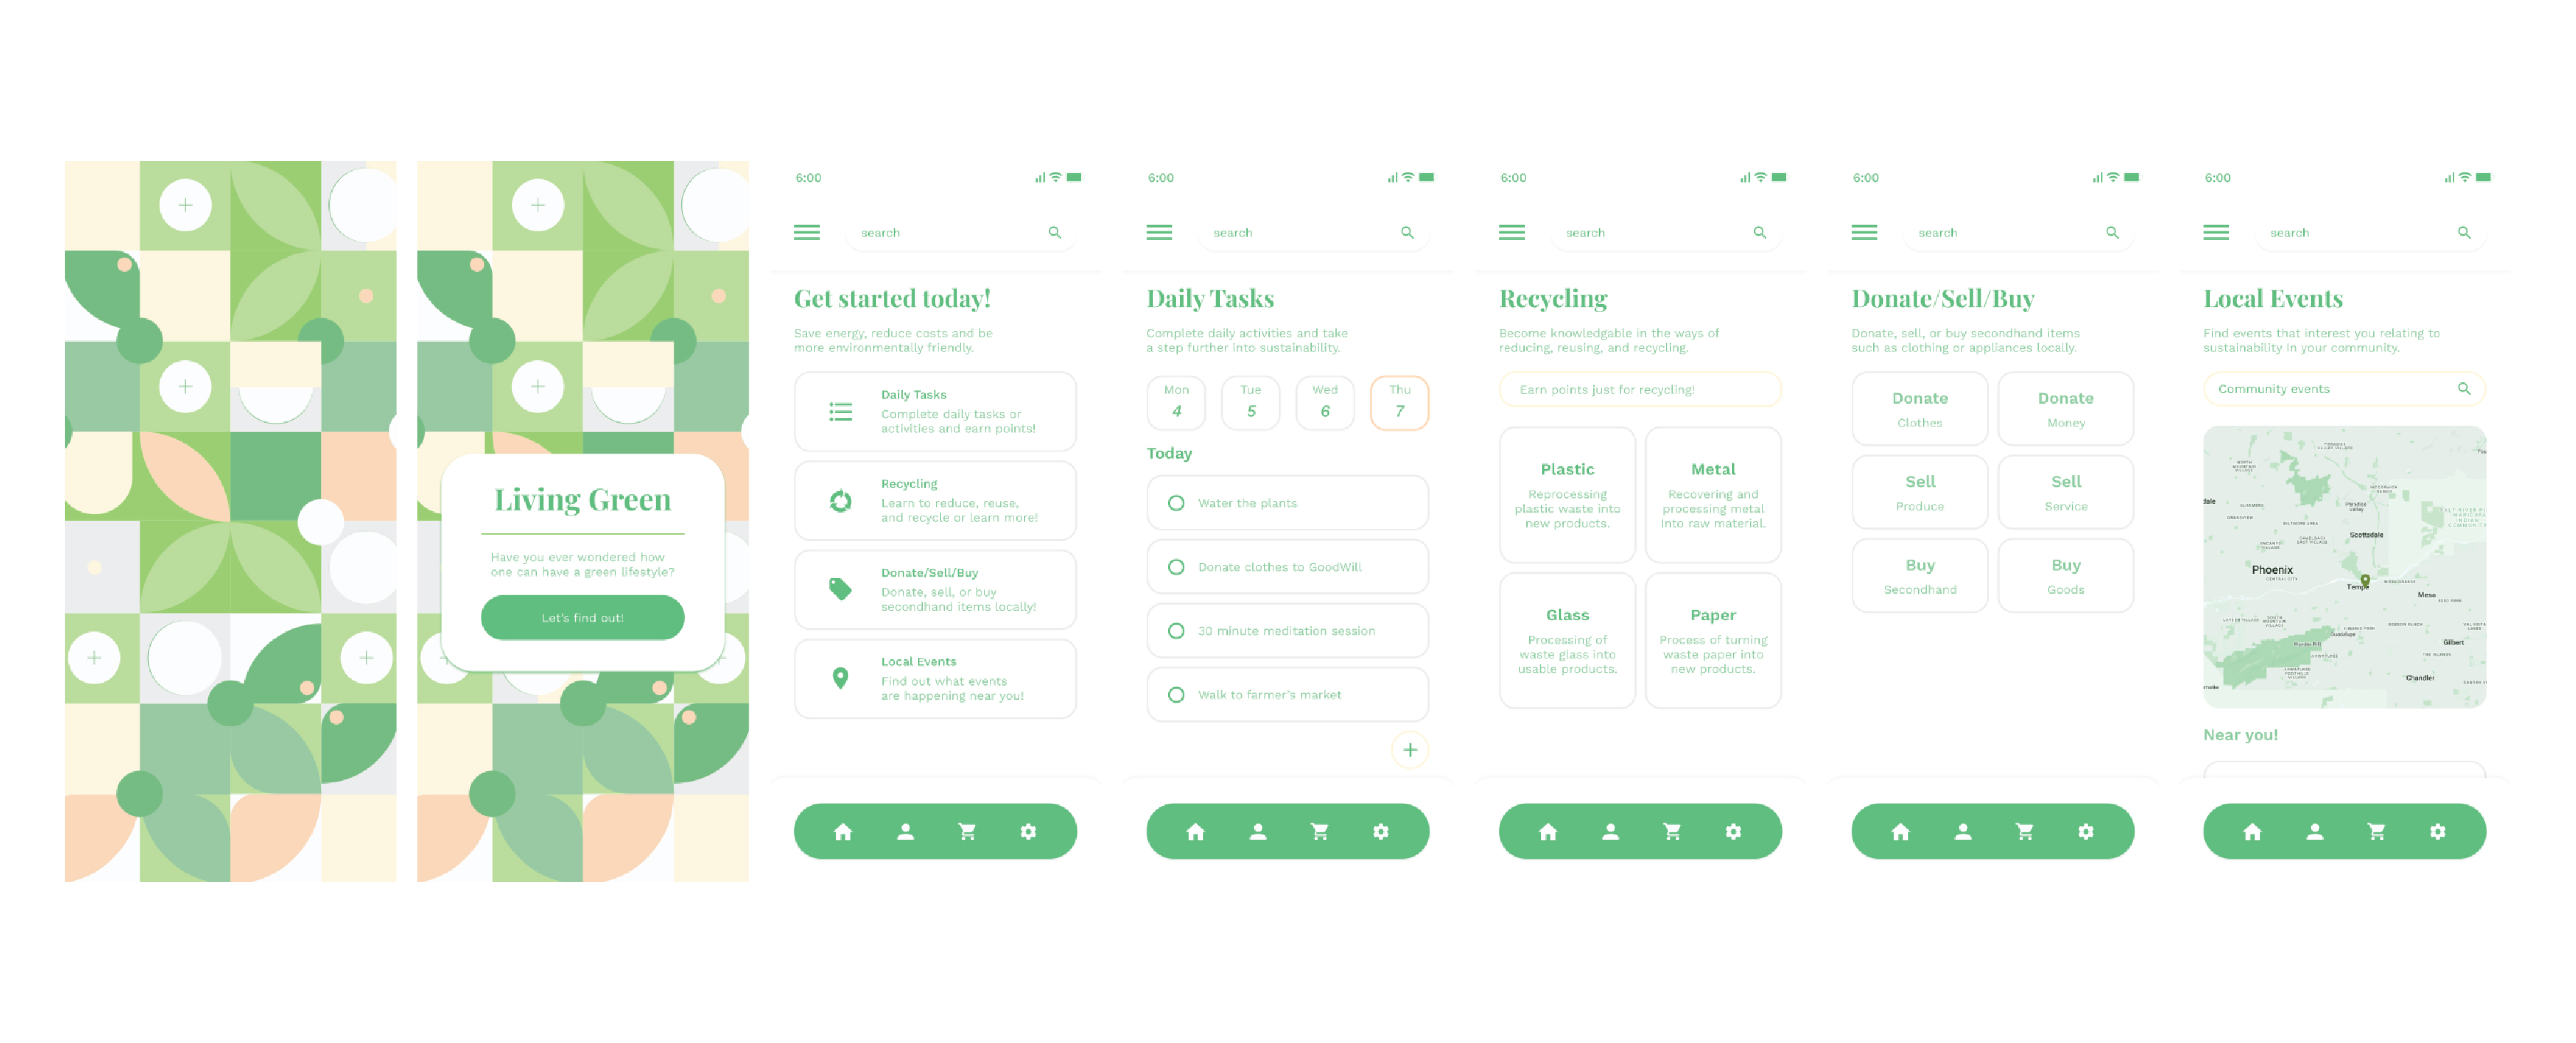 Living Green
Have you ever wondered how
one can have a green lifestyle?
Let's find out!
6:00
search
Get started today!
Save energy, reduce costs and be
more environmentally friendly.
Daily Tasks
Complete daily tasks or
activities and earn points!
Recycling
Learn to reduce, reuse,
and recycle or learn more!
Donate/Sell/Buy
Donate, sell, or buy
secondhand items locally!
Local Events
Find out what events
are happening near you!
6:00
search
Daily Tasks
Complete daily activities and take
a step further into sustainability.
Mon Tue Wed Thu
4 5 6 7
Today
Water the plants
Donate clothes to GoodWill
30 minute meditation session
Walk to farmer's market
6:00
search
Recycling
Become knowledgable in the ways of
reducing, reusing, and recycling.
Earn points just for recycling!
Plastic
Reprocessing
plastic waste into
new products.
Metal
Recovering and
processing metal
into raw material.
Glass
Processing of
waste glass into
usable products.
Paper
Process of turning
waste paper into
new products.
6:00
search
Donate/Sell/Buy
Donate, sell, or buy secondhand items
such as clothing or appliances locally.
Donate
Clothes
Donate
Money
Sell
Produce
Sell
Service
Buy
Secondhand
Buy
Goods
6:00
search
Local Events
Find events that interest you relating to
sustainability in your community.
Community events
Scottsdale
Phoenix
Tempe
Mesa
Guadalupe
Gilbert
Chandler
Near you!